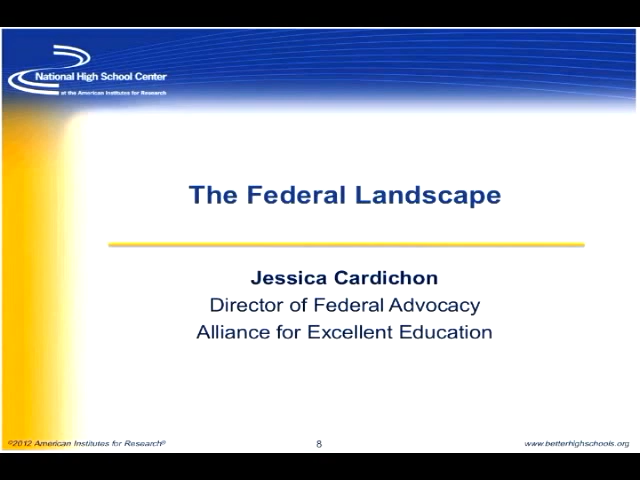 National High School Center
at the American Institutes for Research
The Federal Landscape
Jessica Cardichon
Director of Federal Advocacy
Alliance for Excellent Education
©2012 American Institutes for Research®
8
www.betterhighschools.org